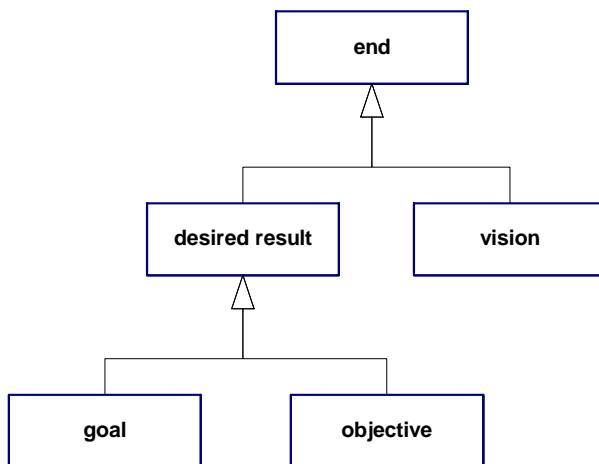 end
desired result
vision
goal
objective